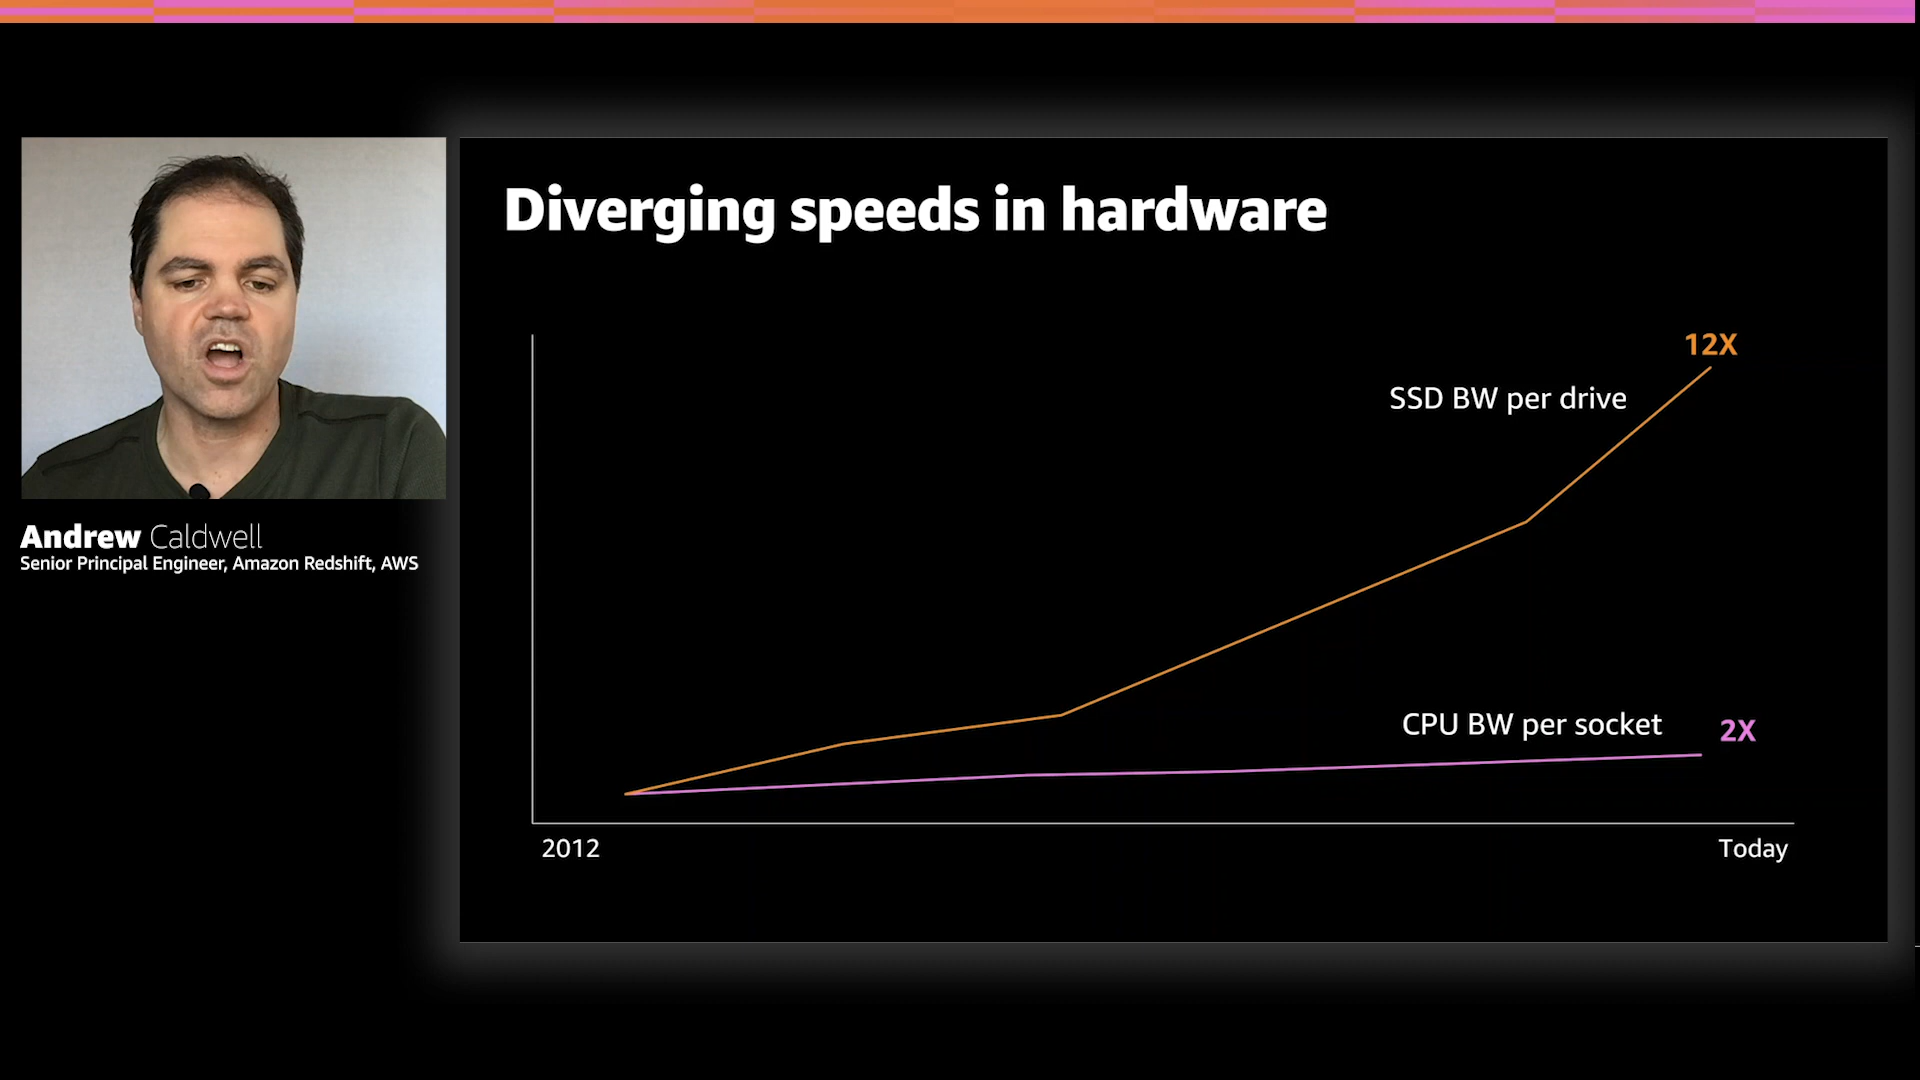 Diverging speeds in hardware
12X
SSD BW per drive
CPU BW per socket
2X
2012
Today
Andrew Caldwell
Senior Principal Engineer, Amazon Redshift, AWS